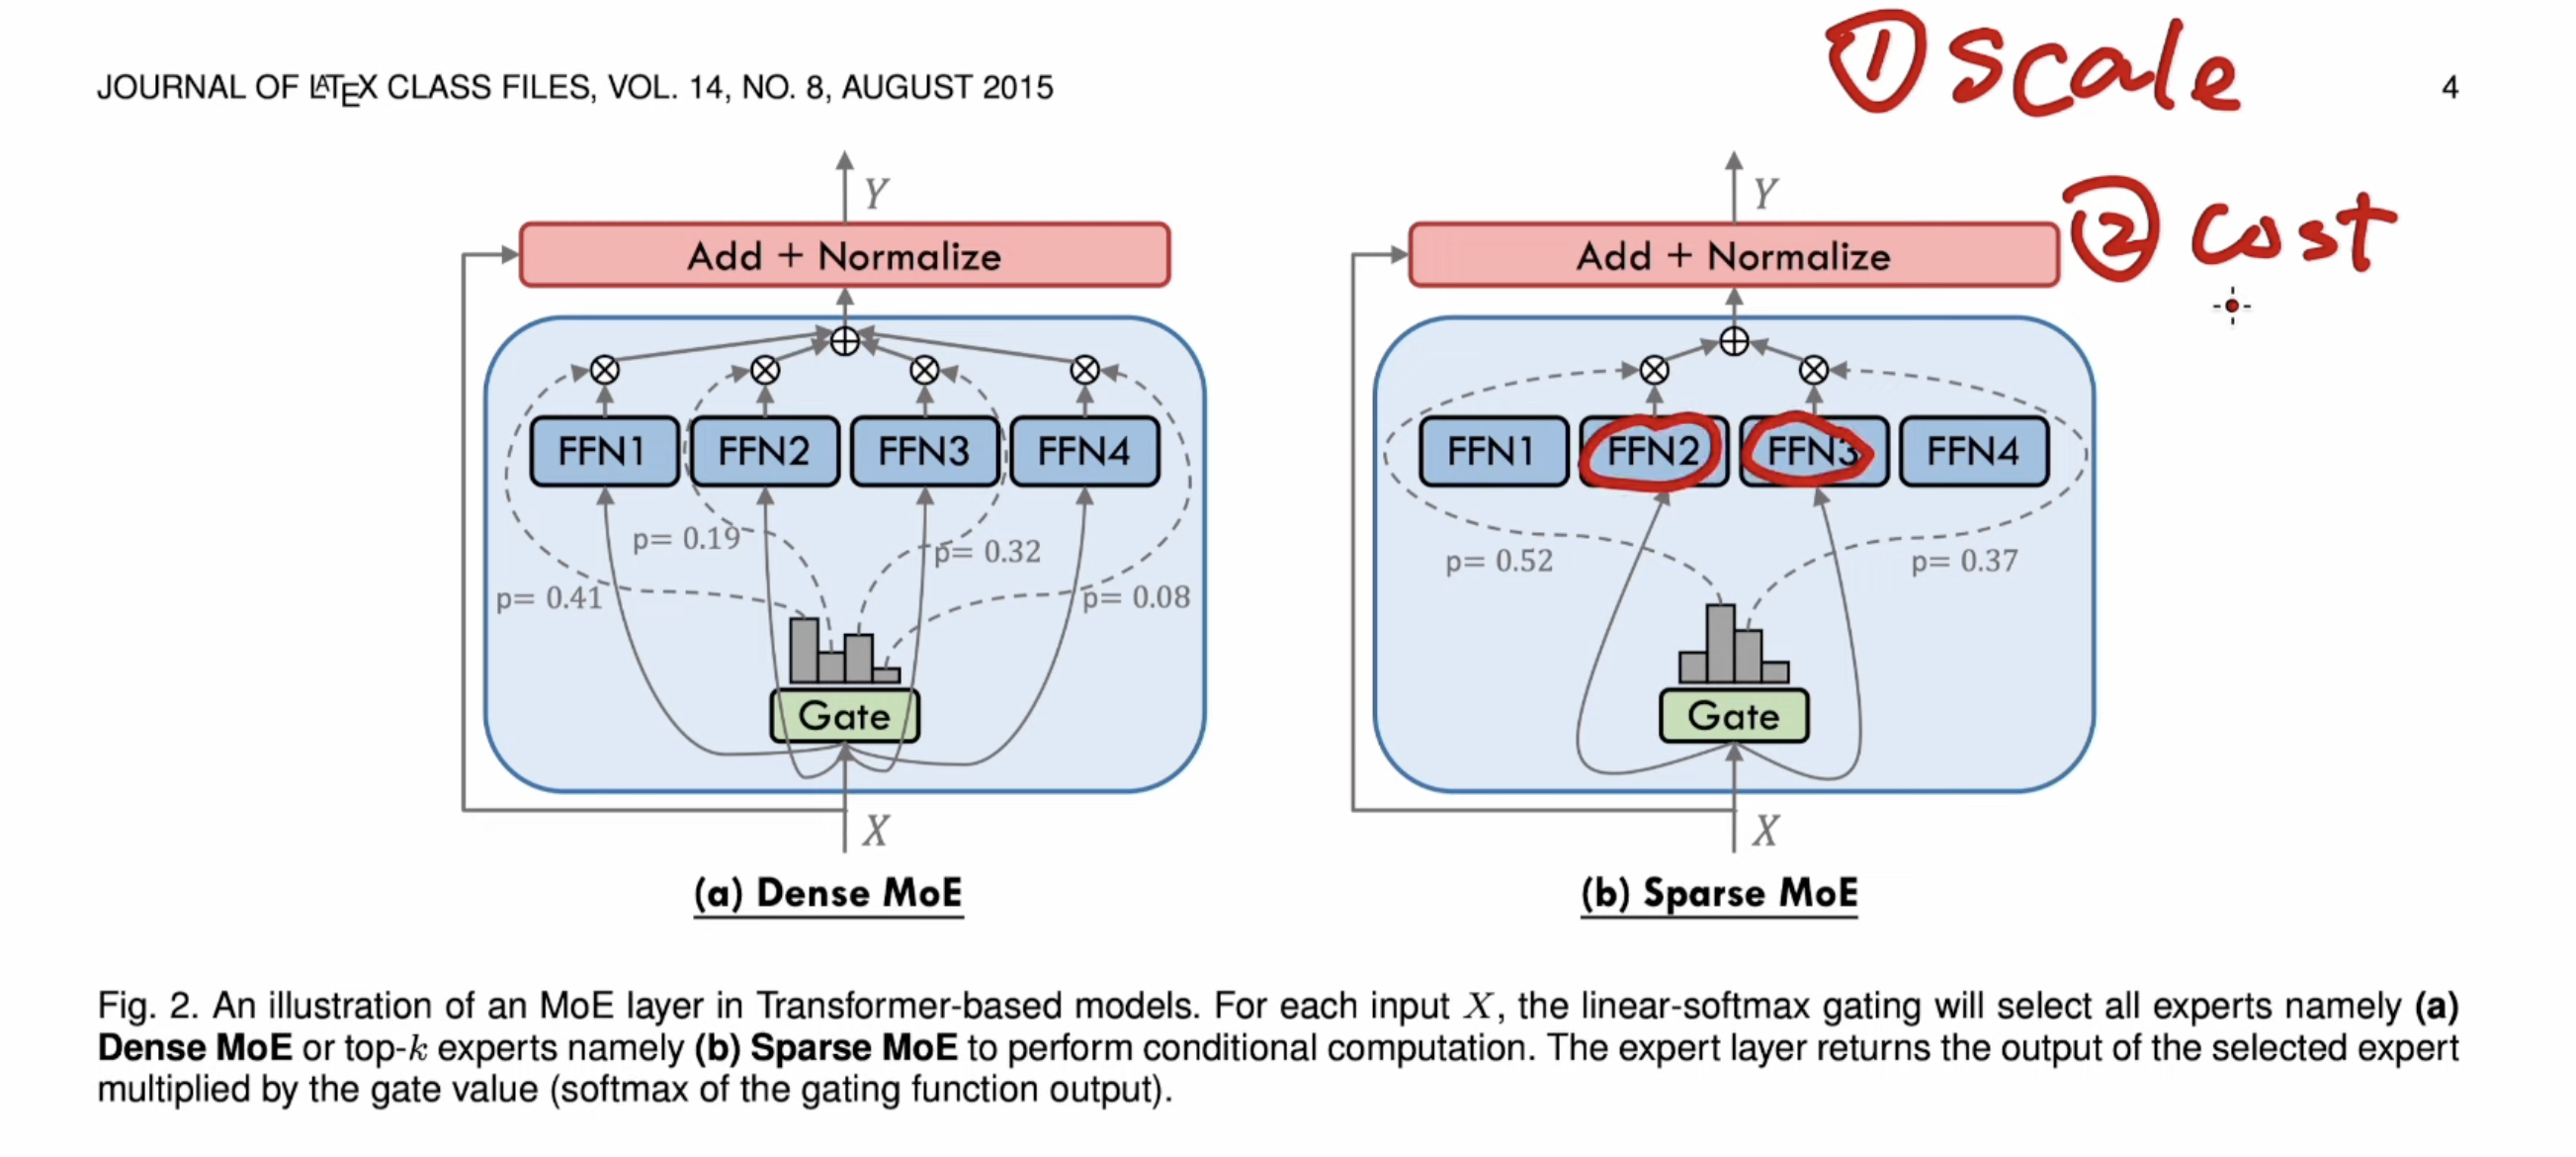 ① Scale
JOURNAL OF LATEX CLASS FILES, VOL. 14, NO. 8, AUGUST 2015 4
② Cost
Y
Add + Normalize
FFN1 FFN2 FFN3 FFN4
p= 0.19
p= 0.32
p= 0.41
p= 0.08
Gate
X
(a) Dense MoE
Y
Add + Normalize
FFN1 FFN2 FFN3 FFN4
p= 0.52
p= 0.37
Gate
X
(b) Sparse MoE
Fig. 2. An illustration of an MoE layer in Transformer-based models. For each input X, the linear-softmax gating will select all experts namely (a)
Dense MoE or top-k experts namely (b) Sparse MoE to perform conditional computation. The expert layer returns the output of the selected expert
multiplied by the gate value (softmax of the gating function output).